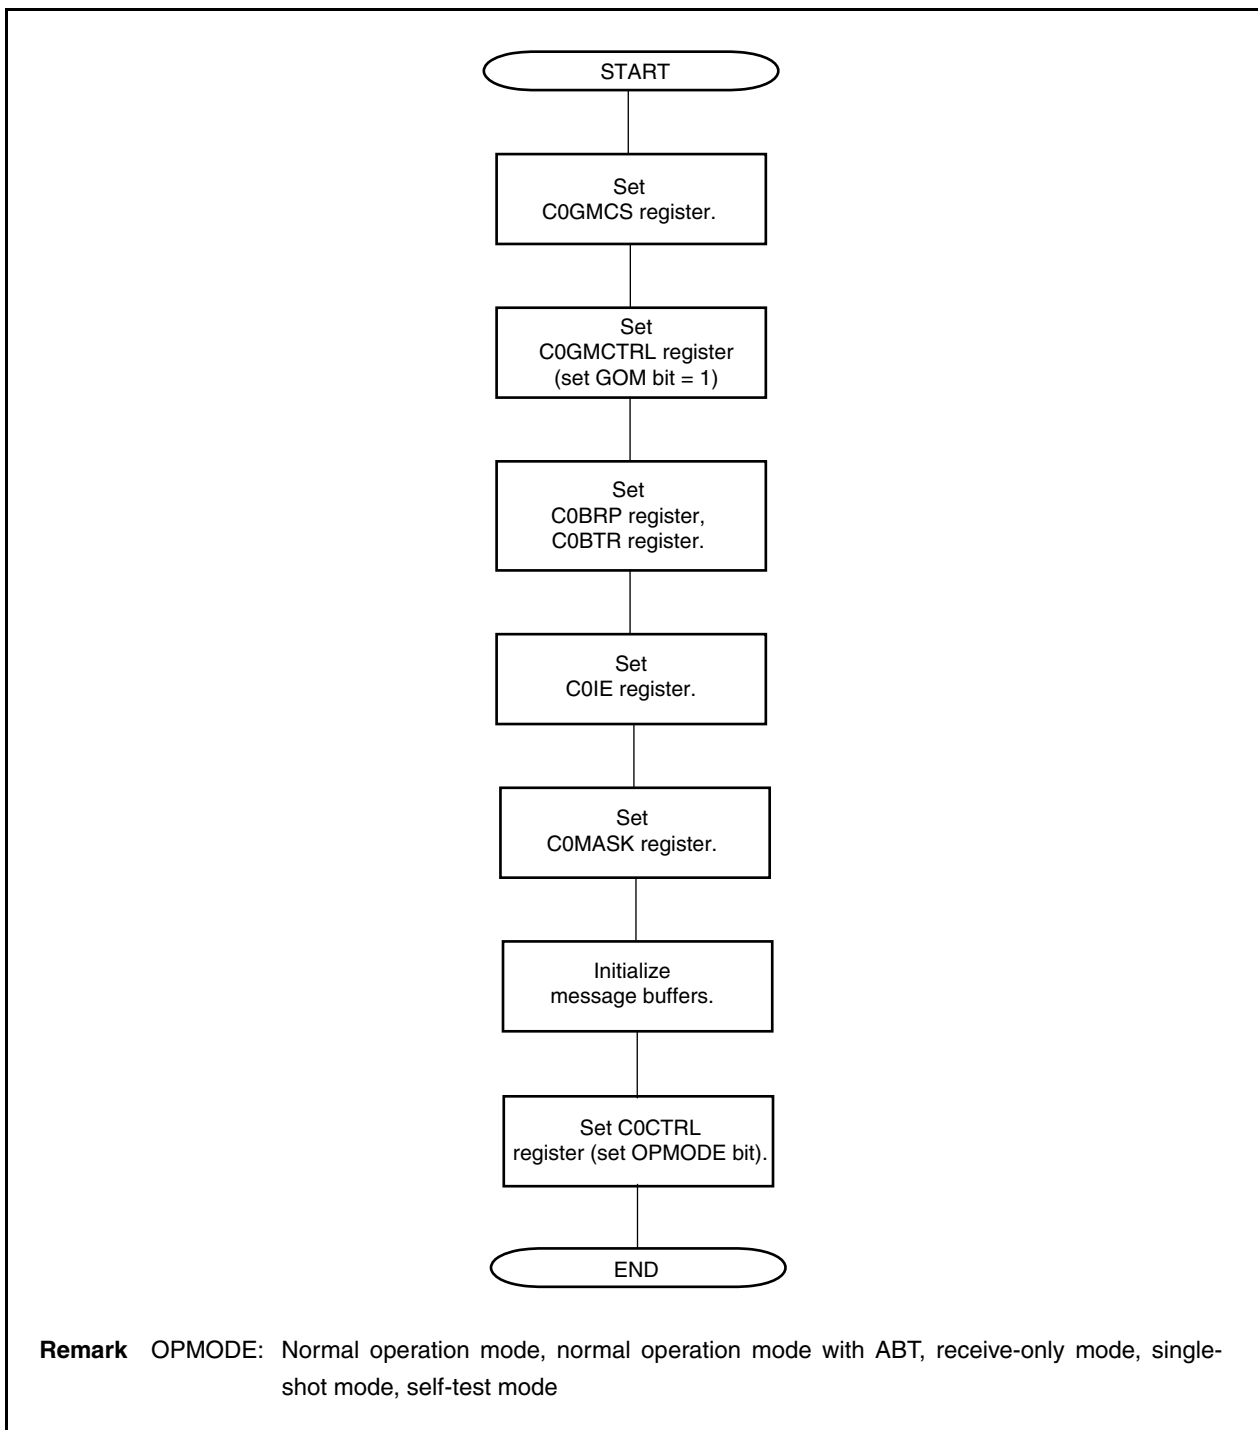 START
Set
C0GMCS register.
Set
C0GMCTRL register
(set GOM bit = 1)
Set
C0BRP register,
C0BTR register.
Set
C0IE register.
Set
C0MASK register.
Initialize
message buffers.
Set C0CTRL
register (set OPMODE bit).
END
Remark OPMODE: Normal operation mode, normal operation mode with ABT, receive-only mode, single-
shot mode, self-test mode